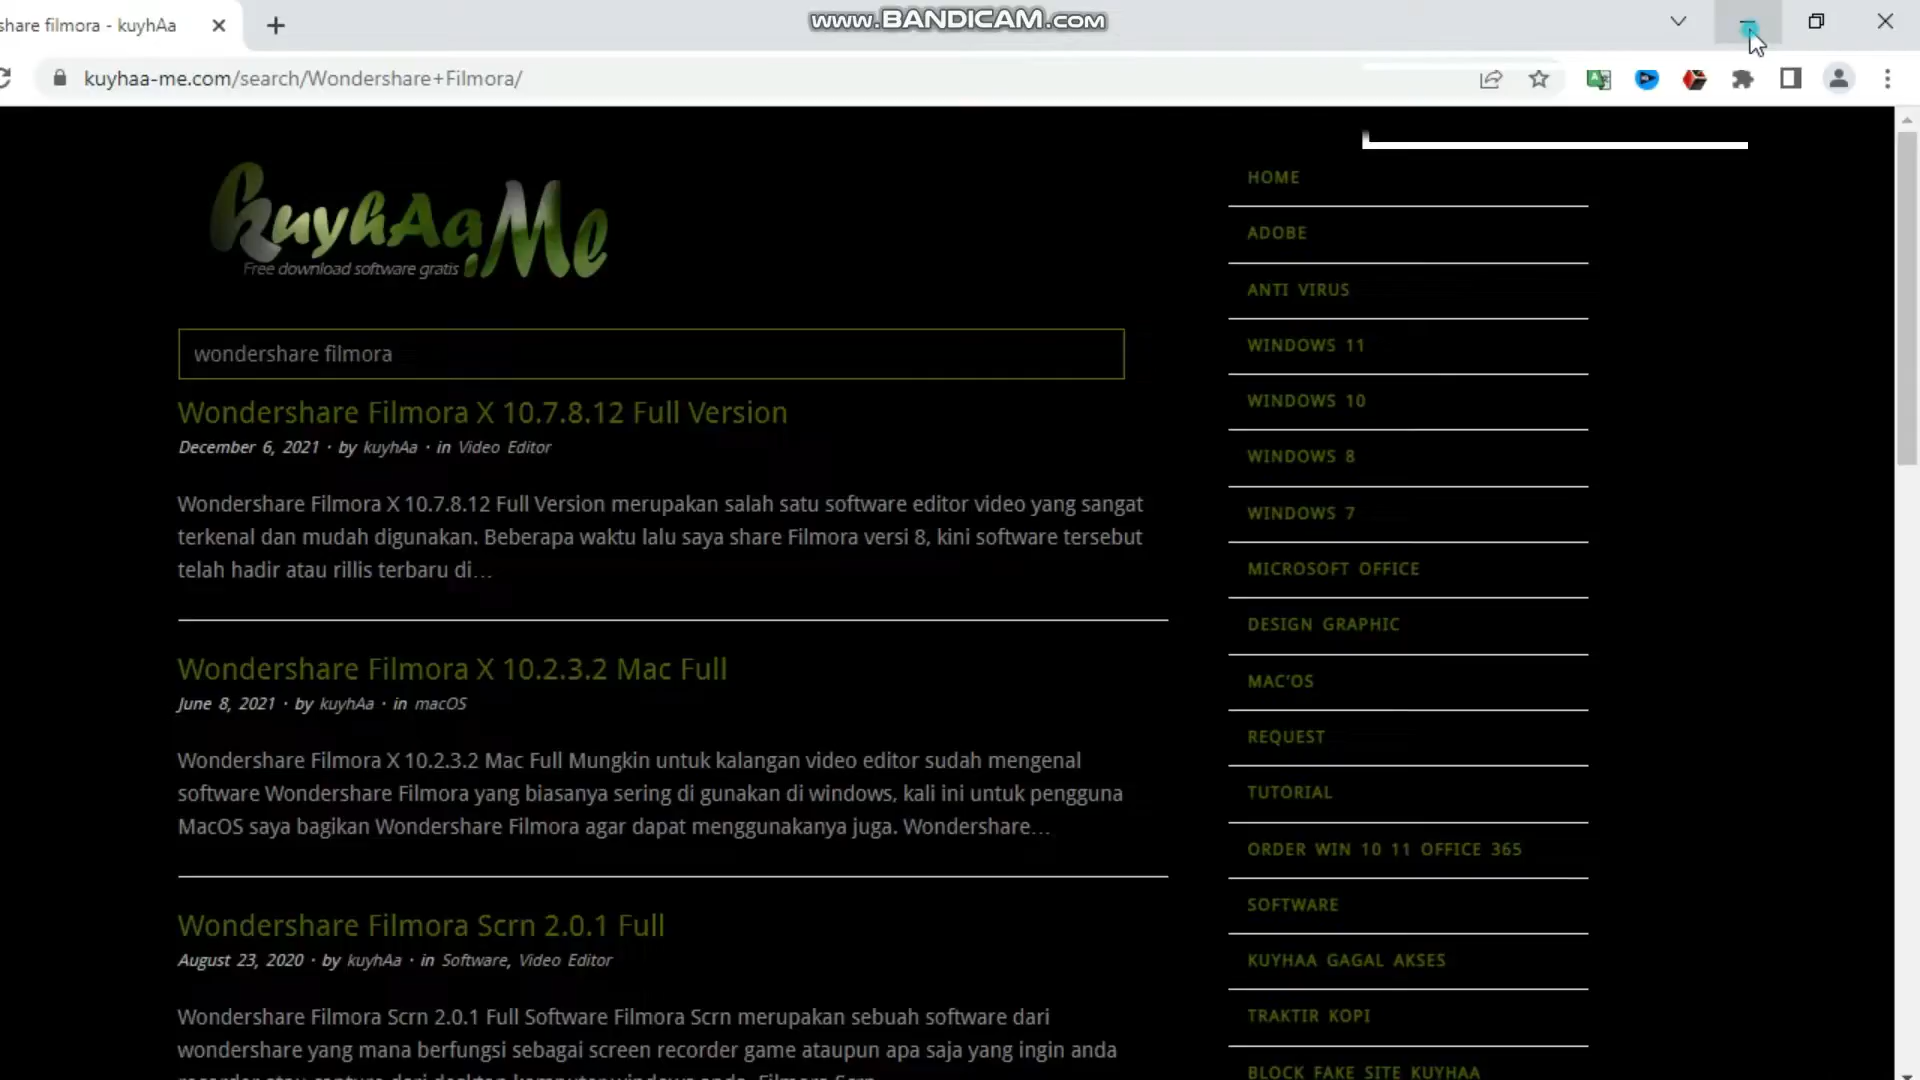 share filmora - kuyhAa
www.BANDICAM.com
kuyhaa-me.com/search/Wondershare+Filmora/
kuyhAa.Me
Free download software gratis
wondershare filmora
Wondershare Filmora X 10.7.8.12 Full Version
December 6, 2021 · by kuyhAa · in Video Editor
Wondershare Filmora X 10.7.8.12 Full Version merupakan salah satu software editor video yang sangat
terkenal dan mudah digunakan. Beberapa waktu lalu saya share Filmora versi 8, kini software tersebut
telah hadir atau rillis terbaru di…
Wondershare Filmora X 10.2.3.2 Mac Full
June 8, 2021 · by kuyhAa · in macOS
Wondershare Filmora X 10.2.3.2 Mac Full Mungkin untuk kalangan video editor sudah mengenal
software Wondershare Filmora yang biasanya sering di gunakan di windows, kali ini untuk pengguna
MacOS saya bagikan Wondershare Filmora agar dapat menggunakanya juga. Wondershare…
Wondershare Filmora Scrn 2.0.1 Full
August 23, 2020 · by kuyhAa · in Software, Video Editor
Wondershare Filmora Scrn 2.0.1 Full Software Filmora Scrn merupakan sebuah software dari
wondershare yang mana berfungsi sebagai screen recorder game ataupun apa saja yang ingin anda
HOME
ADOBE
ANTI VIRUS
WINDOWS 11
WINDOWS 10
WINDOWS 8
WINDOWS 7
MICROSOFT OFFICE
DESIGN GRAPHIC
MAC'OS
REQUEST
TUTORIAL
ORDER WIN 10 11 OFFICE 365
SOFTWARE
KUYHAA GAGAL AKSES
TRAKTIR KOPI
BLOCK FAKE SITE KUYHAA